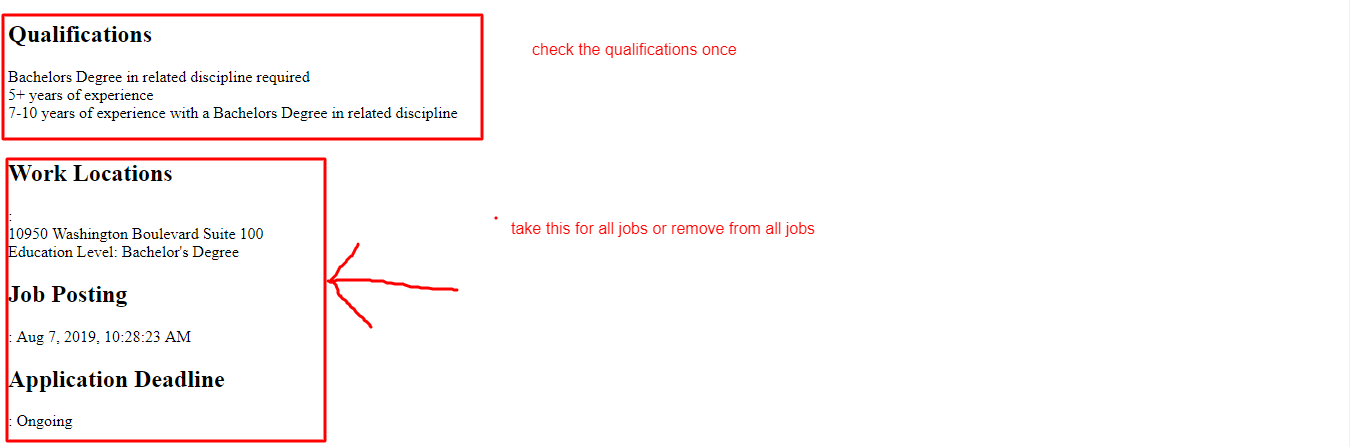 Qualifications
check the qualifications once
Bachelors Degree in related discipline required
5+ years of experience
7-10 years of experience with a Bachelors Degree in related discipline
Work Locations
:
10950 Washington Boulevard Suite 100
take this for all jobs or remove from all jobs
Education Level: Bachelor's Degree
Job Posting
: Aug 7, 2019, 10:28:23 AM
Application Deadline
: Ongoing